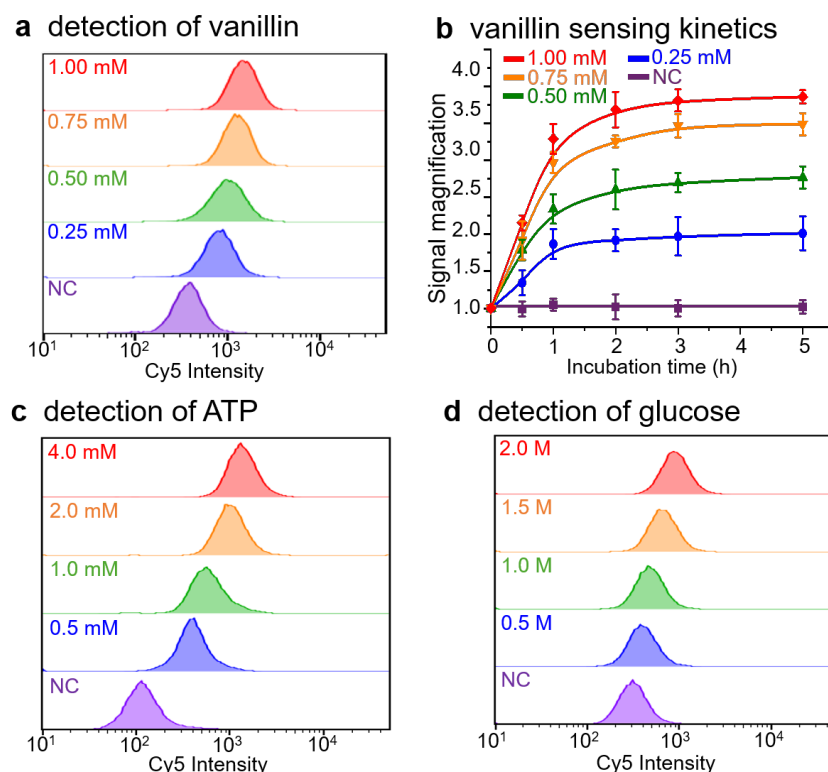 a detection of vanillin
1.00 mM
0.75 mM
0.50 mM
0.25 mM
NC
10¹ 10² 10³ 10⁴
Cy5 Intensity
b vanillin sensing kinetics
1.00 mM 0.25 mM
0.75 mM NC
0.50 mM
Signal magnification
4.0
3.5
3.0
2.5
2.0
1.5
1.0
0 1 2 3 4 5
Incubation time (h)
c detection of ATP
4.0 mM
2.0 mM
1.0 mM
0.5 mM
NC
10¹ 10² 10³ 10⁴
Cy5 Intensity
d detection of glucose
2.0 M
1.5 M
1.0 M
0.5 M
NC
10¹ 10² 10³ 10⁴
Cy5 Intensity